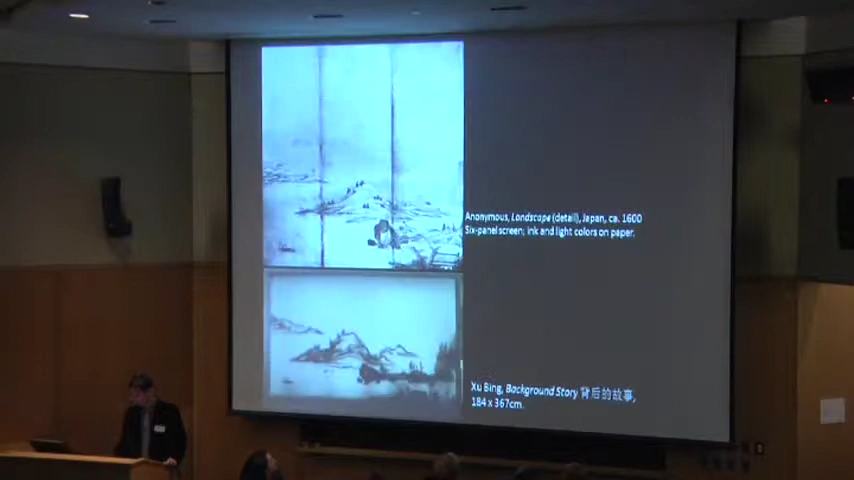 Anonymous, Landscape (detail), Japan, ca. 1600
Six-panel screen; ink and light colors on paper.
Xu Bing, Background Story 背后的故事,
184 x 367cm.